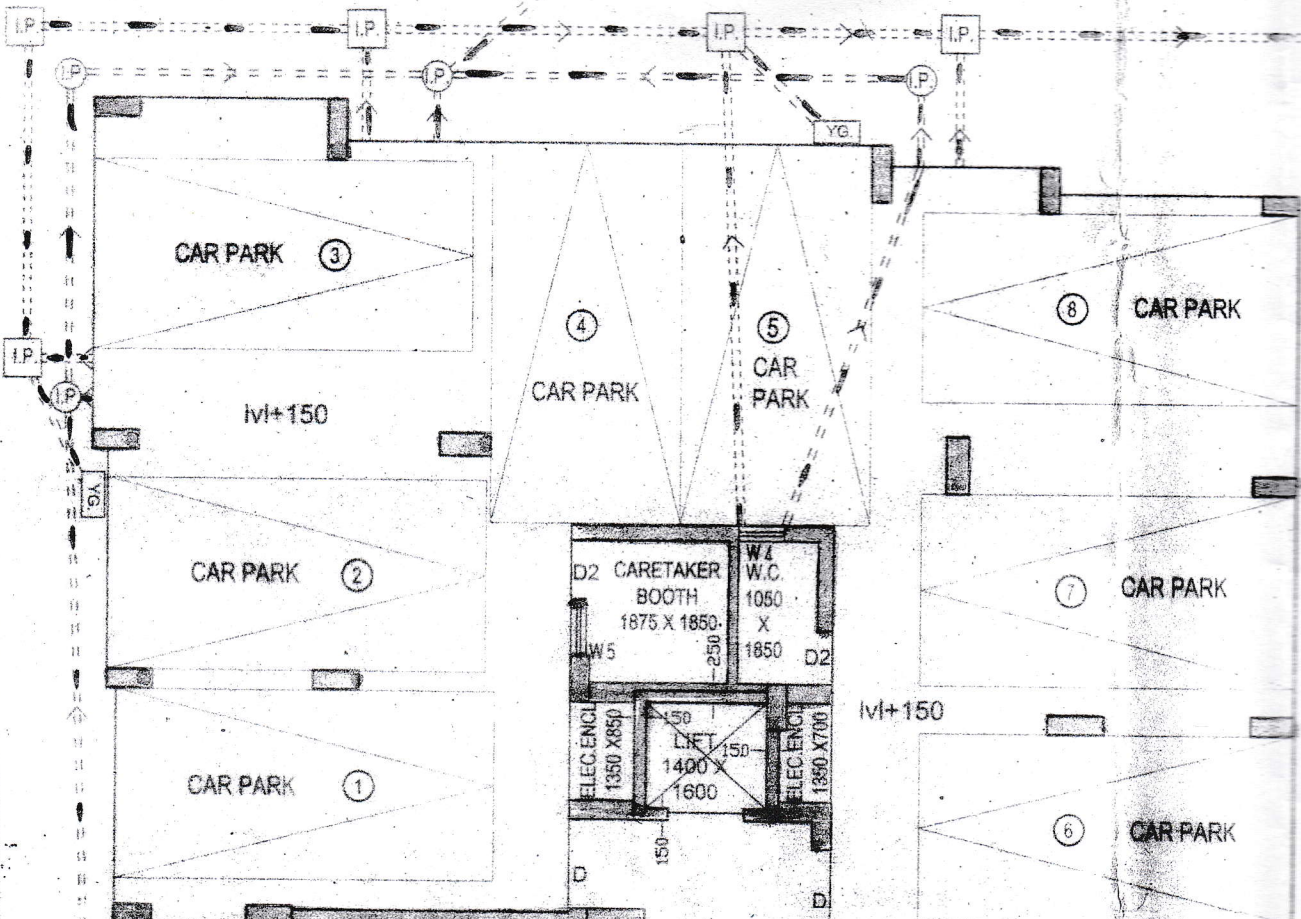 I.P.
I.P.
I.P.
I.P.
I.P.
I.P.
I.P.
YG.
CAR PARK 3
4
CAR PARK
5
CAR
PARK
8 CAR PARK
I.P.
I.P.
lvl+150
YG.
CAR PARK 2
D2
CARETAKER
BOOTH
1875 X 1850
W5
W4
W.C.
1050
X
1850
250
D2
7 CAR PARK
lvl+150
CAR PARK 1
ELEC.ENCL
1350 X850
150
LIFT
150
1400 X
1600
150
ELEC.ENCL
1350 X700
6 CAR PARK
D
D